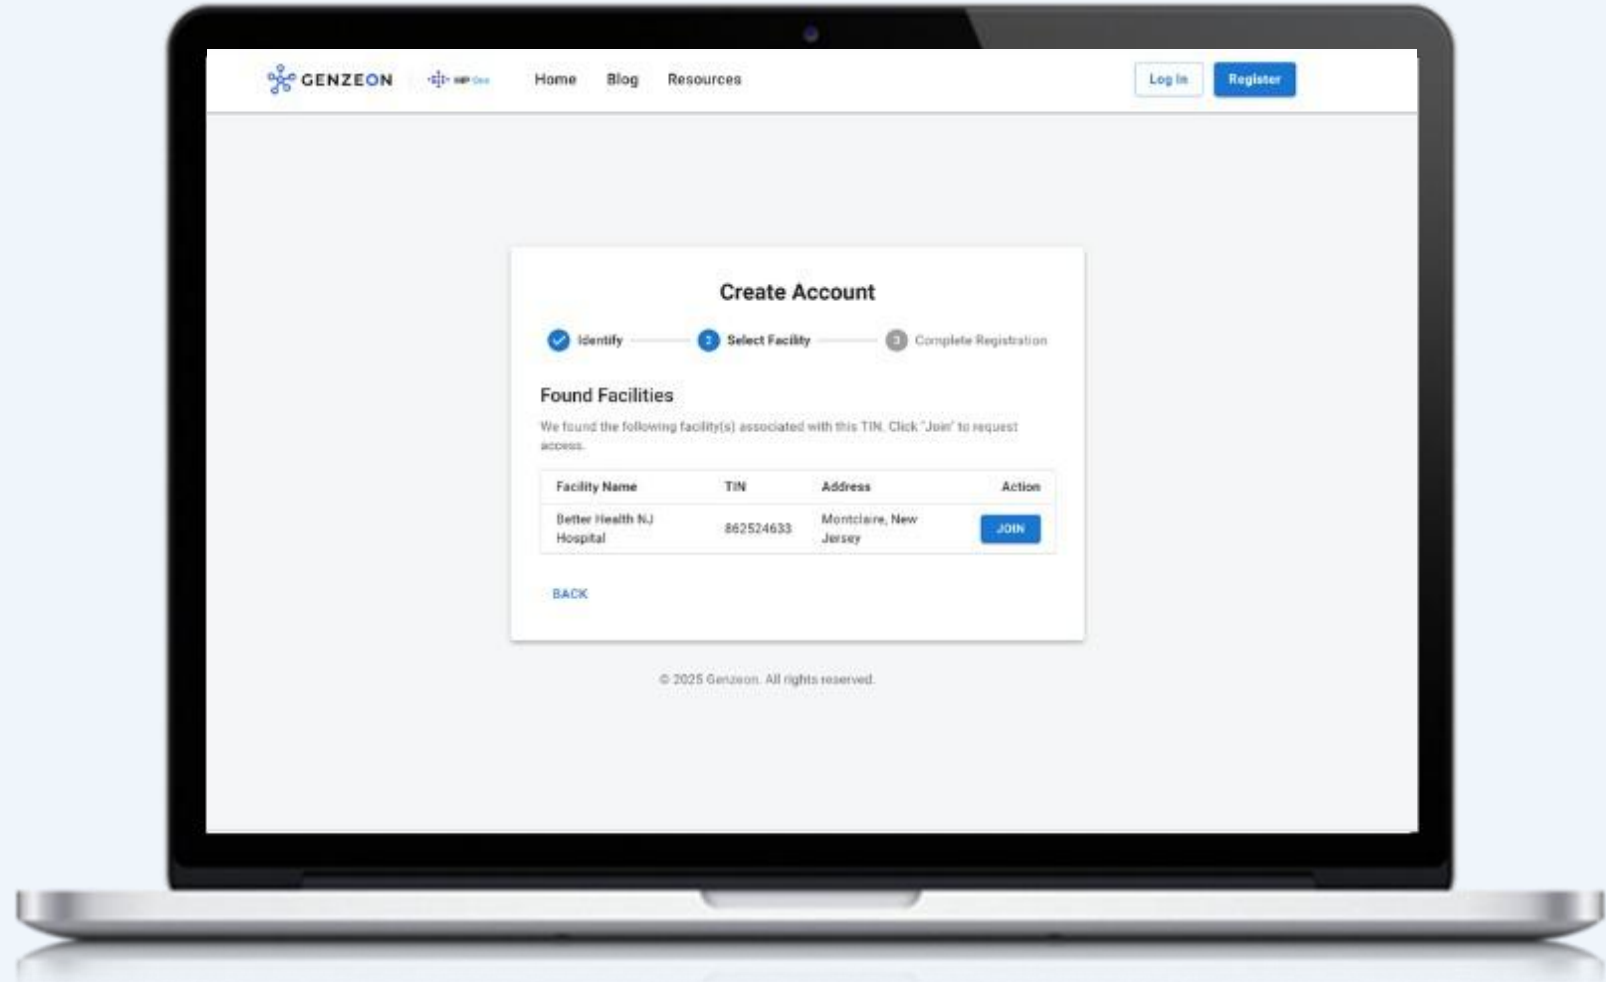 GENZEON HIP One Home Blog Resources Log In Register
Create Account
Identify 2 Select Facility 3 Complete Registration
Found Facilities
We found the following facility(s) associated with this TIN. Click "Join" to request
access.
Facility Name TIN Address Action
Better Health NJ Hospital 862524633 Montclaire, New Jersey JOIN
BACK
© 2025 Genzeon. All rights reserved.